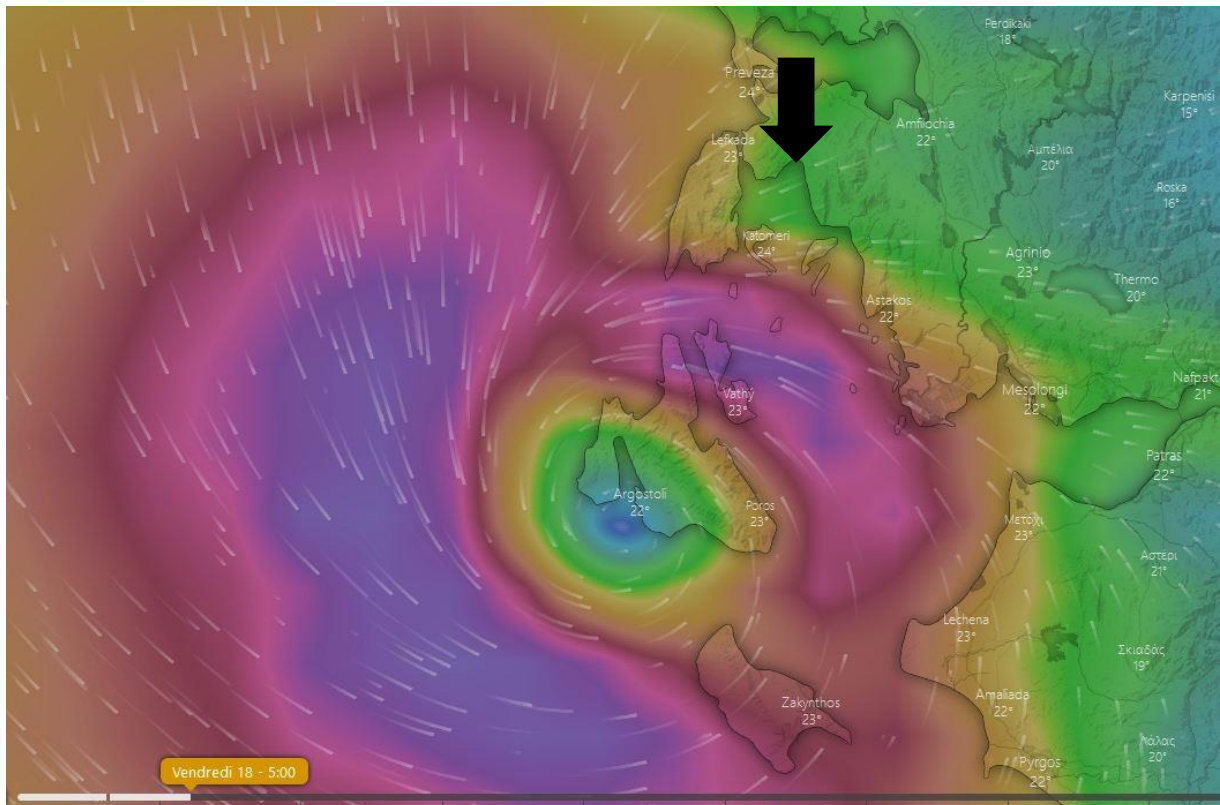 Perdikaki
18°
Preveza
24°
Karpenisi
15°
Lefkada
23°
Amfilochia
22°
Αμπέλια
20°
Roska
16°
Katomeri
24°
Agrinio
23°
Thermo
20°
Astakos
22°
Vathý
23°
Mesolongi
22°
Nafpakt
21°
Patras
22°
Argostoli
22°
Poros
23°
Μετόχι
23°
Αστέρι
21°
Lechena
23°
Σκιαδάς
19°
Zakynthos
23°
Amaliada
22°
20°
Pyrgos
22°
Vendredi 18 - 5:00